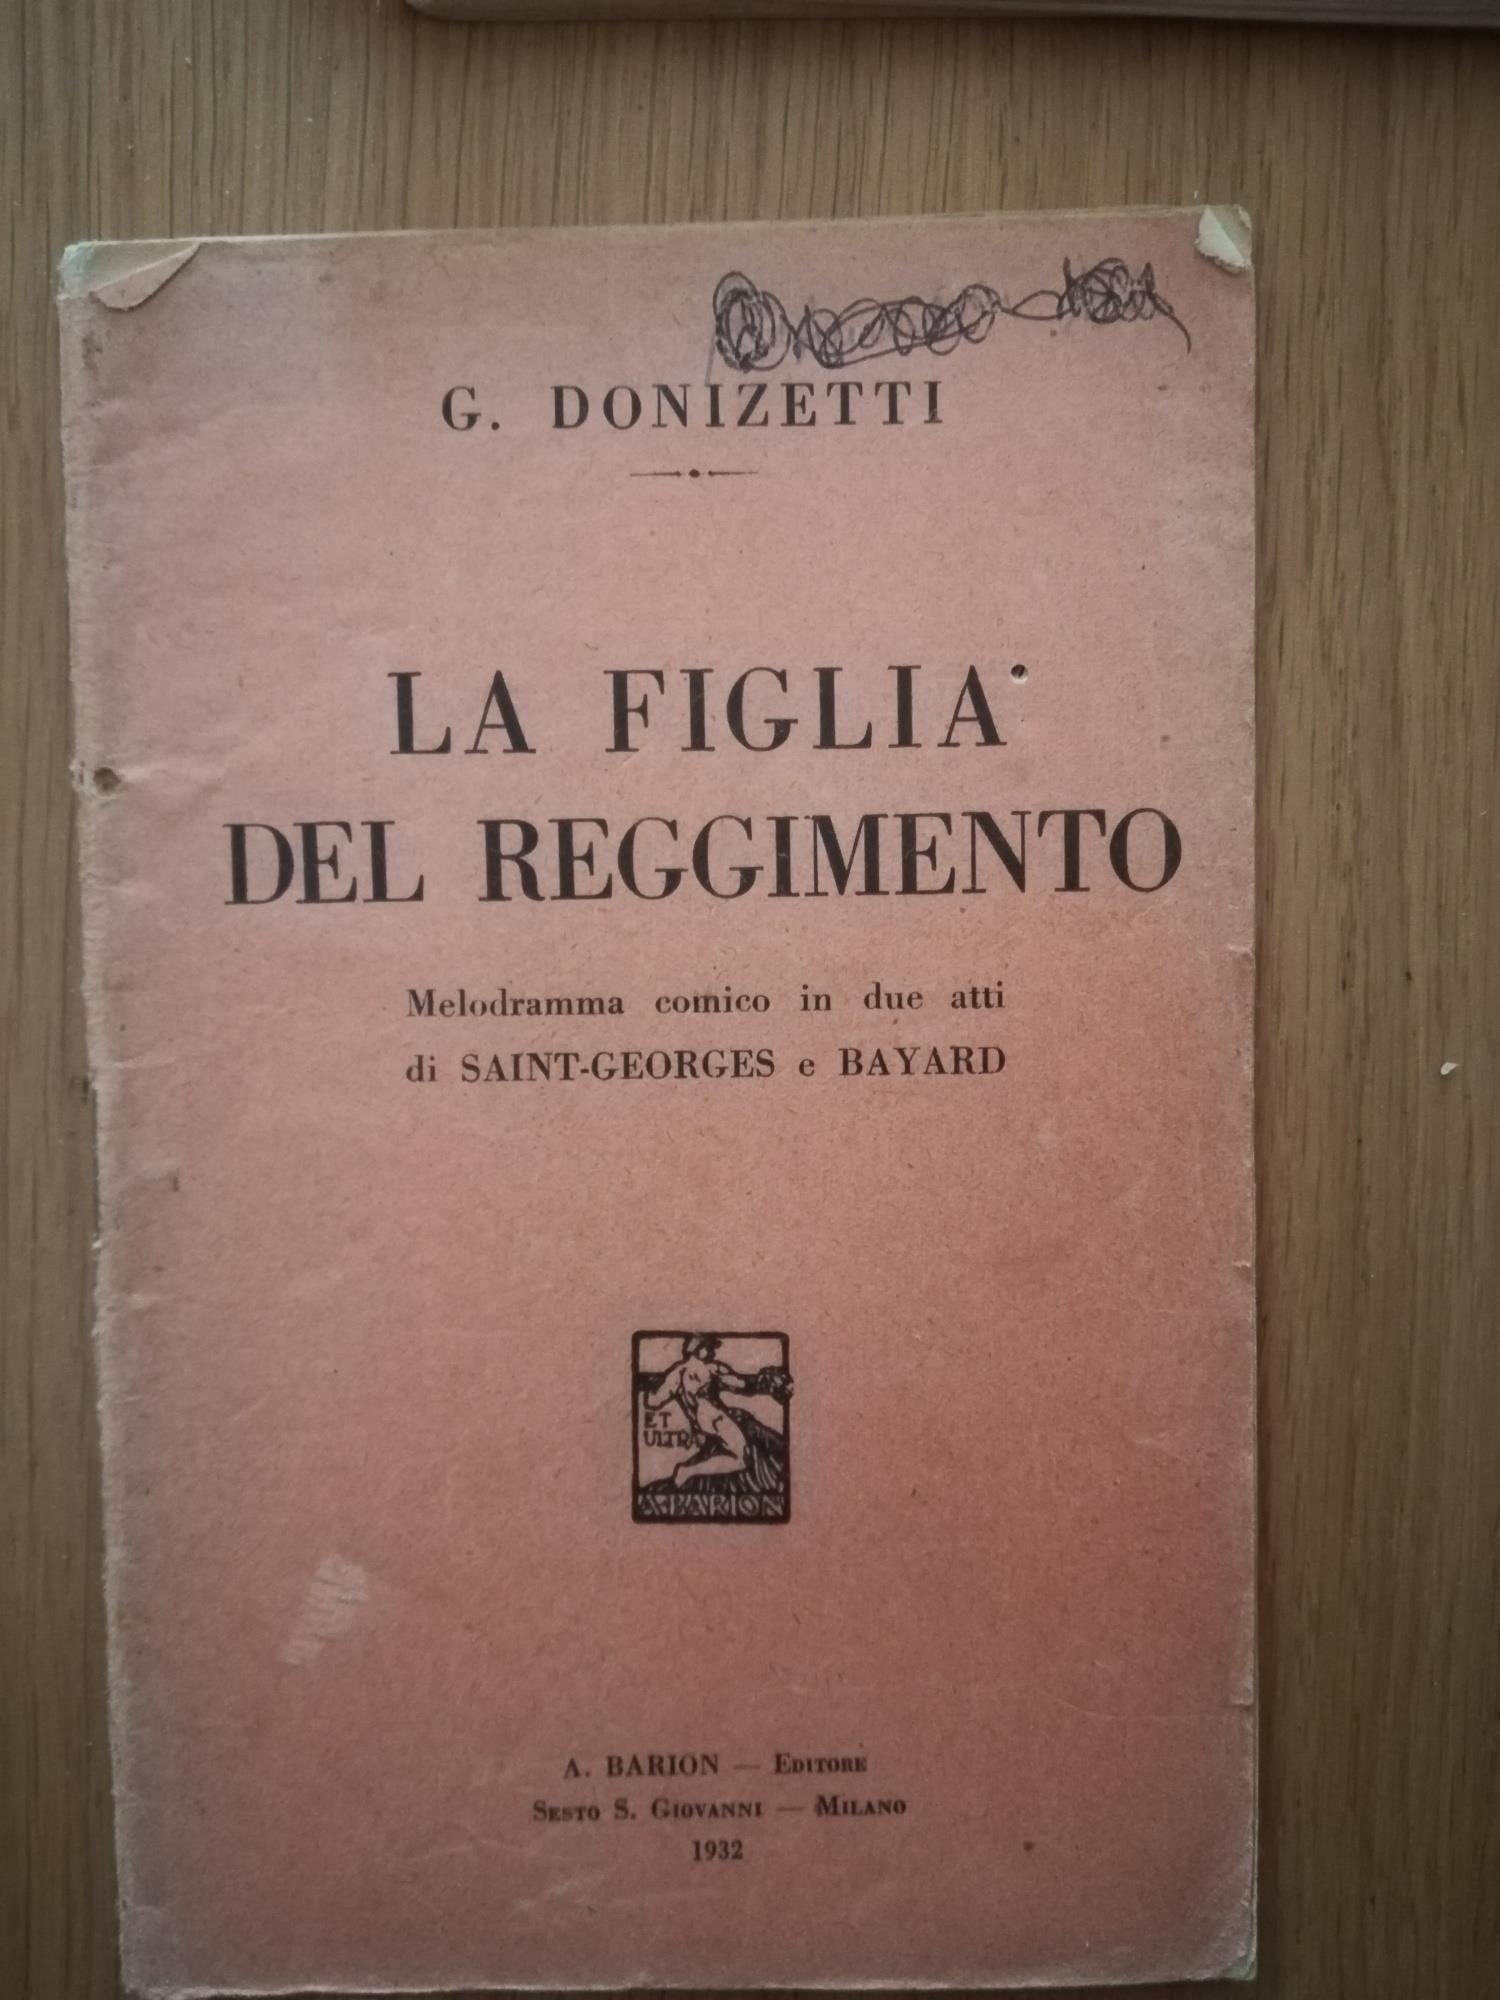 G. DONIZETTI
LA FIGLIA
DEL REGGIMENTO
Melodramma comico in due atti
di SAINT-GEORGES e BAYARD
ET
ULTRA
A·BARION
A. BARION — EDITORE
SESTO S. GIOVANNI — MILANO
1932